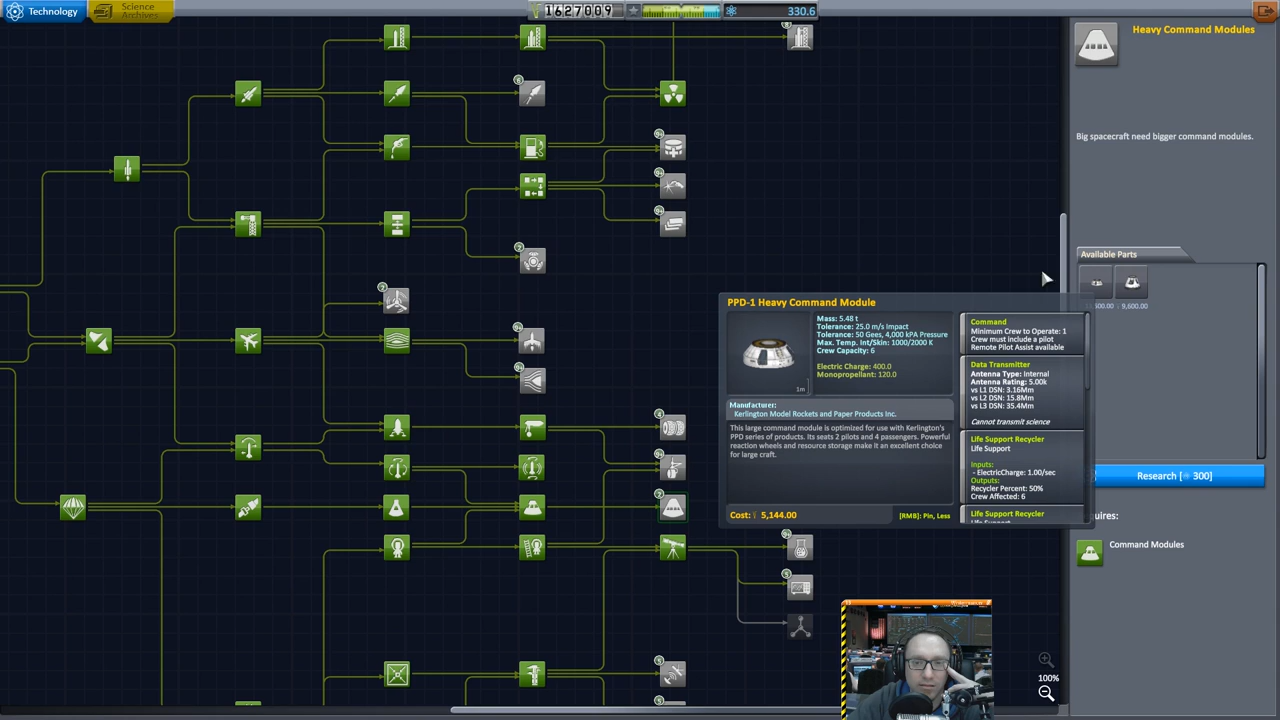 Technology
Science
Archives
1627009
330.6
Heavy Command Modules
Big spacecraft need bigger command modules.
Available Parts
9,600.00
PPD-1 Heavy Command Module
Mass: 5.48 t
Tolerance: 25.0 m/s Impact
Tolerance: 50 Gees, 4,000 kPA Pressure
Max. Temp. Int/Skin: 1000/2000 K
Crew Capacity: 6
Electric Charge: 400.0
Monopropellant: 120.0
1m
Manufacturer:
Kerlington Model Rockets and Paper Products Inc.
This large command module is optimized for use with Kerlington's
PPD series of products. Its seats 2 pilots and 4 passengers. Powerful
reaction wheels and resource storage make it an excellent choice
for large craft.
Cost: 5,144.00
[RMB]: Pin, Less
Command
Minimum Crew to Operate: 1
Crew must include a pilot
Remote Pilot Assist available
Data Transmitter
Antenna Type: Internal
Antenna Rating: 5.00k
vs L1 DSN: 3.16Mm
vs L2 DSN: 15.8Mm
vs L3 DSN: 35.4Mm
Cannot transmit science
Life Support Recycler
Life Support
Inputs:
- ElectricCharge: 1.00/sec
Outputs:
Recycler Percent: 50%
Crew Affected: 6
Life Support Recycler
Life Support
Research [ 300]
Command Modules
100%